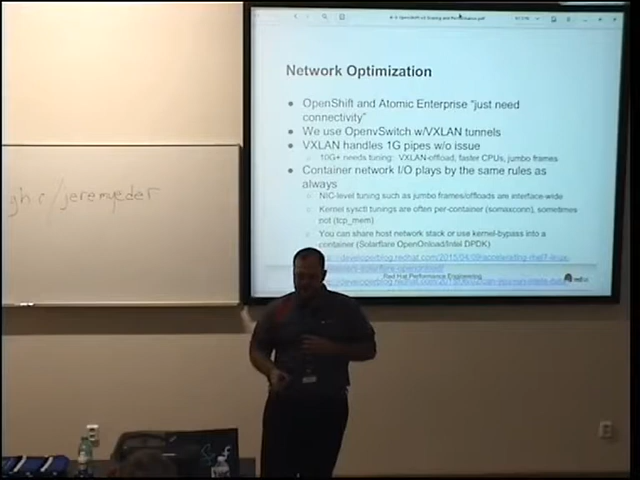 Network Optimization
● OpenShift and Atomic Enterprise “just need
connectivity”
● We use OpenvSwitch w/VXLAN tunnels
● VXLAN handles 1G pipes w/o issue
○ 10G+ needs tuning: VXLAN-offload, faster CPUs, jumbo frames
● Container network I/O plays by the same rules as
always
○ NIC-level tuning such as jumbo frames/offloads are interface-wide
○ Kernel sysctl tunings are often per-container (somaxconn), sometimes
not (tcp_mem)
○ You can share host network stack or use kernel-bypass into a
container (Solarflare OpenOnload/Intel DPDK)
Red Hat Performance Engineering
gh c/jeremyeder